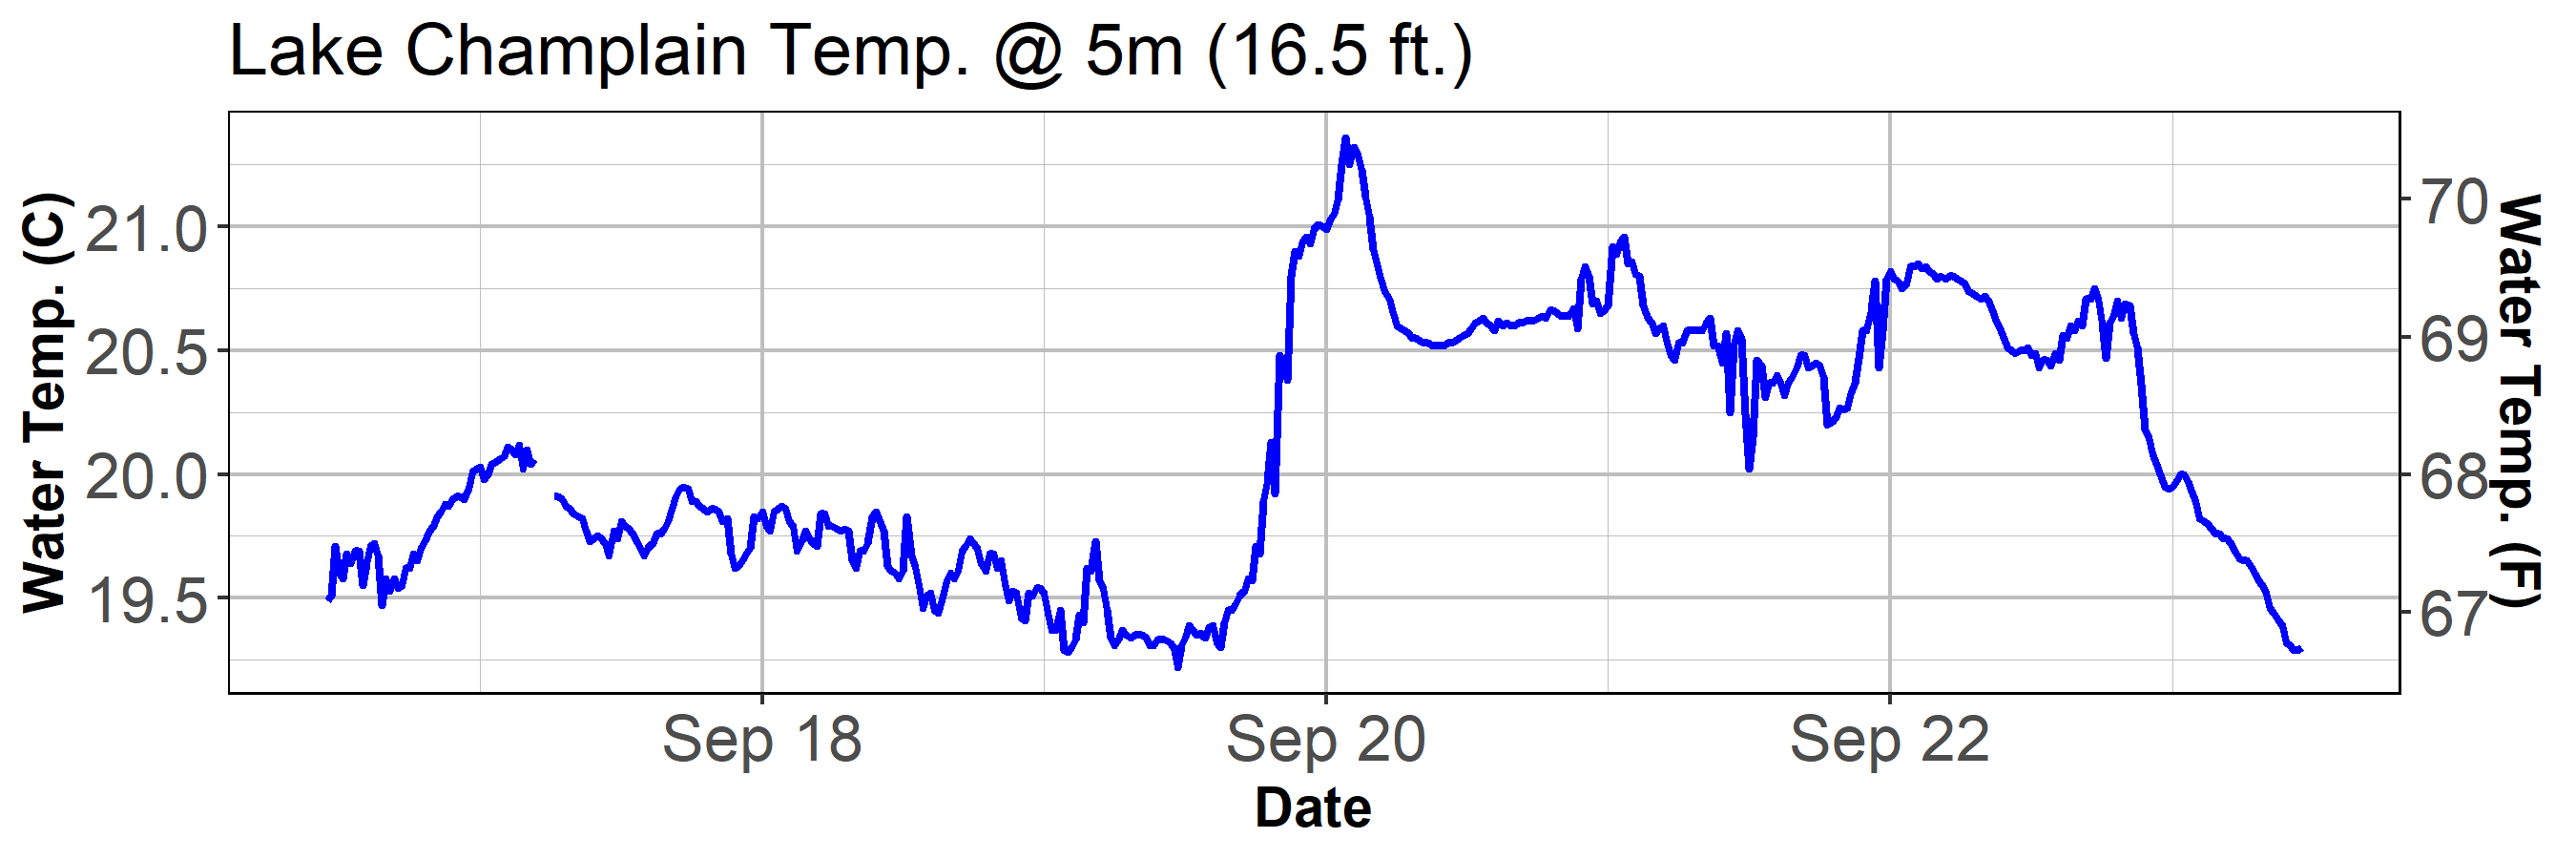 Lake Champlain Temp. @ 5m (16.5 ft.)
Water Temp. (C)
21.0
20.5
20.0
19.5
70
69
68
67
Water Temp. (F)
Sep 18
Sep 20
Sep 22
Date